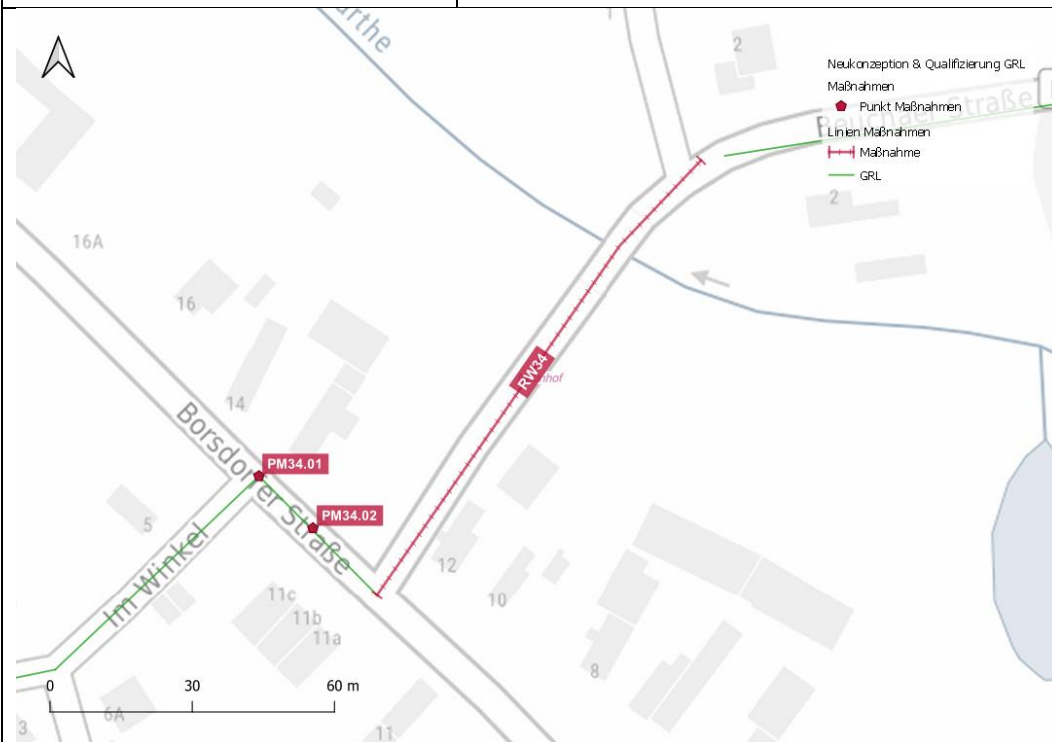 2
Neukonzeption & Qualifizierung GRL
Maßnahmen
Punkt Maßnahmen
Linien Maßnahmen
Maßnahme
GRL
Beuchaer Straße
2
16A
16
14
RW34
PM34.01
PM34.02
Borsdorfer Straße
Im Winkel
5
12
10
8
11c
11b
11a
11
6A
3
0 30 60 m